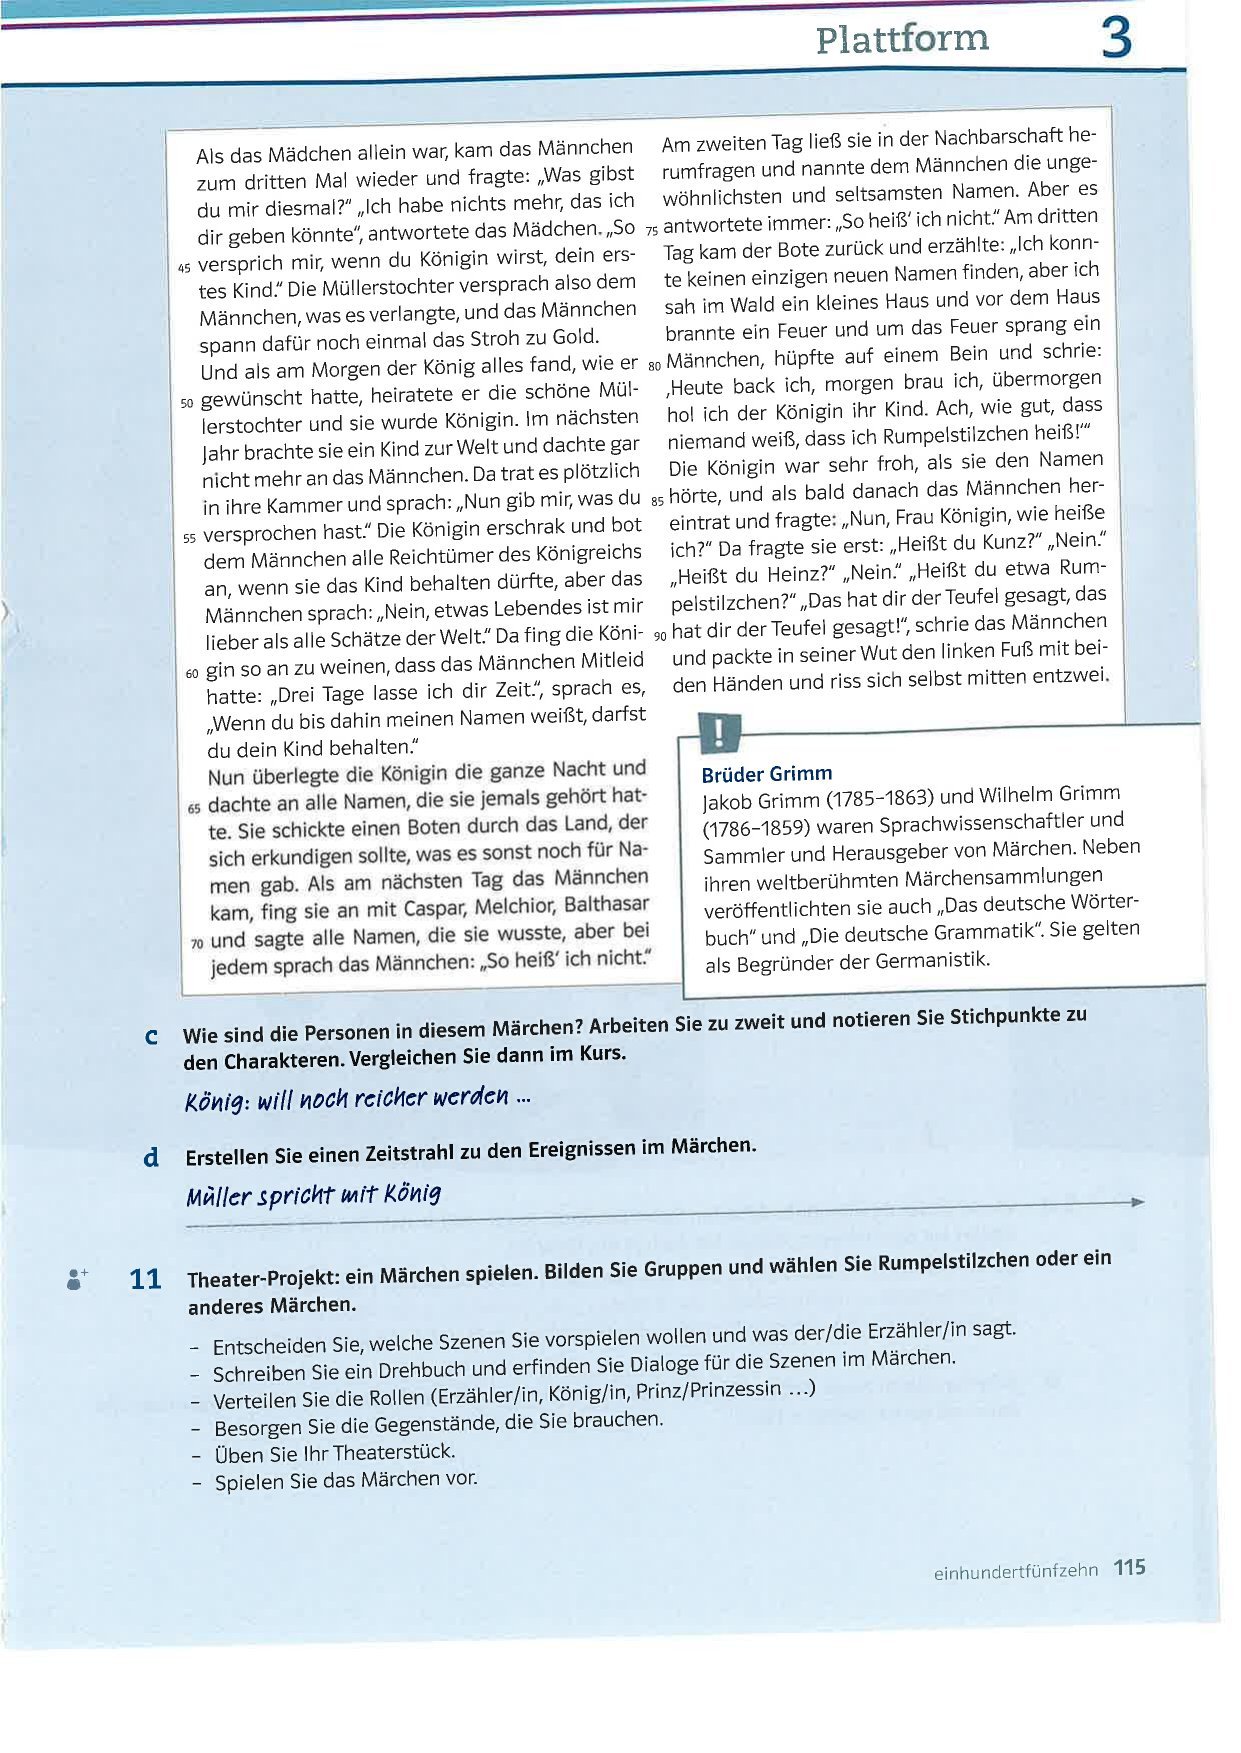 Plattform 3
Als das Mädchen allein war, kam das Männchen
zum dritten Mal wieder und fragte: „Was gibst
du mir diesmal?“ „Ich habe nichts mehr, das ich
dir geben könnte“, antwortete das Mädchen. „So
45 versprich mir, wenn du Königin wirst, dein ers-
tes Kind.“ Die Müllerstochter versprach also dem
Männchen, was es verlangte, und das Männchen
spann dafür noch einmal das Stroh zu Gold.
Und als am Morgen der König alles fand, wie er
50 gewünscht hatte, heiratete er die schöne Mül-
lerstochter und sie wurde Königin. Im nächsten
Jahr brachte sie ein Kind zur Welt und dachte gar
nicht mehr an das Männchen. Da trat es plötzlich
in ihre Kammer und sprach: „Nun gib mir, was du
55 versprochen hast.“ Die Königin erschrak und bot
dem Männchen alle Reichtümer des Königreichs
an, wenn sie das Kind behalten dürfte, aber das
Männchen sprach: „Nein, etwas Lebendes ist mir
lieber als alle Schätze der Welt.“ Da fing die Köni-
60 gin so an zu weinen, dass das Männchen Mitleid
hatte: „Drei Tage lasse ich dir Zeit.“, sprach es,
„Wenn du bis dahin meinen Namen weißt, darfst
du dein Kind behalten.“
Nun überlegte die Königin die ganze Nacht und
65 dachte an alle Namen, die sie jemals gehört hat-
te. Sie schickte einen Boten durch das Land, der
sich erkundigen sollte, was es sonst noch für Na-
men gab. Als am nächsten Tag das Männchen
kam, fing sie an mit Caspar, Melchior, Balthasar
70 und sagte alle Namen, die sie wusste, aber bei
jedem sprach das Männchen: „So heiß‘ ich nicht.“
Am zweiten Tag ließ sie in der Nachbarschaft he-
rumfragen und nannte dem Männchen die unge-
wöhnlichsten und seltsamsten Namen. Aber es
75 antwortete immer: „So heiß‘ ich nicht.“ Am dritten
Tag kam der Bote zurück und erzählte: „Ich konn-
te keinen einzigen neuen Namen finden, aber ich
sah im Wald ein kleines Haus und vor dem Haus
brannte ein Feuer und um das Feuer sprang ein
80 Männchen, hüpfte auf einem Bein und schrie:
‚Heute back ich, morgen brau ich, übermorgen
hol ich der Königin ihr Kind. Ach, wie gut, dass
niemand weiß, dass ich Rumpelstilzchen heiß!‘“
Die Königin war sehr froh, als sie den Namen
85 hörte, und als bald danach das Männchen her-
eintrat und fragte: „Nun, Frau Königin, wie heiße
ich?“ Da fragte sie erst: „Heißt du Kunz?“ „Nein.“
„Heißt du Heinz?“ „Nein.“ „Heißt du etwa Rum-
pelstilzchen?“ „Das hat dir der Teufel gesagt, das
90 hat dir der Teufel gesagt!“, schrie das Männchen
und packte in seiner Wut den linken Fuß mit bei-
den Händen und riss sich selbst mitten entzwei.
!
Brüder Grimm
Jakob Grimm (1785–1863) und Wilhelm Grimm
(1786–1859) waren Sprachwissenschaftler und
Sammler und Herausgeber von Märchen. Neben
ihren weltberühmten Märchensammlungen
veröffentlichten sie auch „Das deutsche Wörter-
buch“ und „Die deutsche Grammatik“. Sie gelten
als Begründer der Germanistik.
c Wie sind die Personen in diesem Märchen? Arbeiten Sie zu zweit und notieren Sie Stichpunkte zu
den Charakteren. Vergleichen Sie dann im Kurs.
König: will noch reicher werden ...
d Erstellen Sie einen Zeitstrahl zu den Ereignissen im Märchen.
Müller spricht mit König
11 Theater-Projekt: ein Märchen spielen. Bilden Sie Gruppen und wählen Sie Rumpelstilzchen oder ein
anderes Märchen.
– Entscheiden Sie, welche Szenen Sie vorspielen wollen und was der/die Erzähler/in sagt.
– Schreiben Sie ein Drehbuch und erfinden Sie Dialoge für die Szenen im Märchen.
– Verteilen Sie die Rollen (Erzähler/in, König/in, Prinz/Prinzessin ...)
– Besorgen Sie die Gegenstände, die Sie brauchen.
– Üben Sie Ihr Theaterstück.
– Spielen Sie das Märchen vor.
einhundertfünfzehn 115